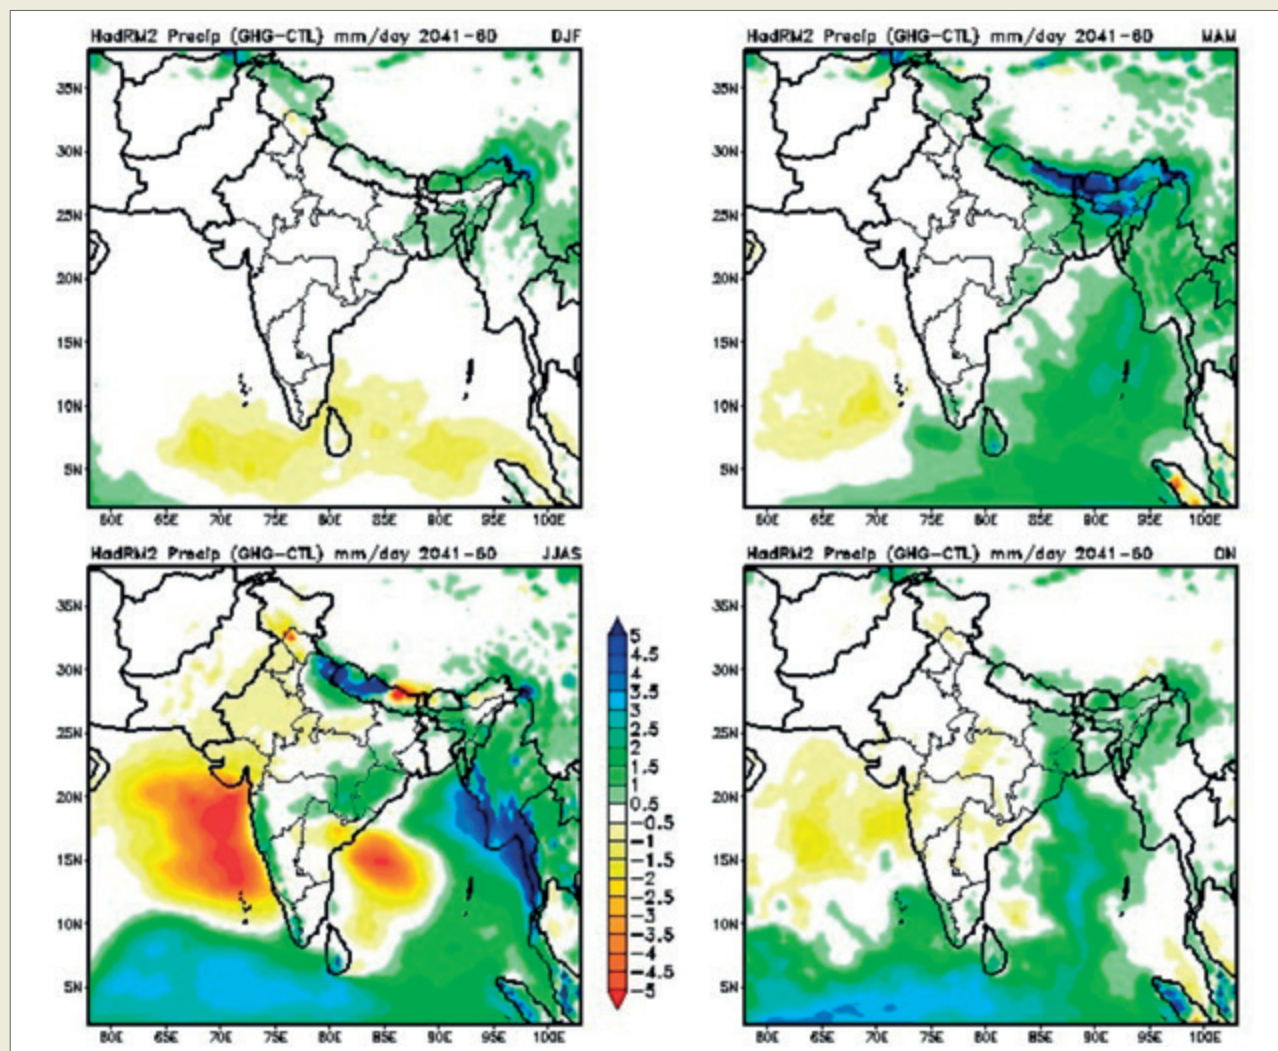 HadRM2 Precip (GHG-CTL) mm/day 2041-60 DJF
35N
30N
25N
20N
15N
10N
5N
60E 65E 70E 75E 80E 85E 90E 95E 100E
HadRM2 Precip (GHG-CTL) mm/day 2041-60 MAM
35N
30N
25N
20N
15N
10N
5N
60E 65E 70E 75E 80E 85E 90E 95E 100E
HadRM2 Precip (GHG-CTL) mm/day 2041-60 JJAS
35N
30N
25N
20N
15N
10N
5N
60E 65E 70E 75E 80E 85E 90E 95E 100E
5
4.5
4
3.5
3
2.5
2
1.5
1
0.5
-0.5
-1
-1.5
-2
-2.5
-3
-3.5
-4
-4.5
-5
HadRM2 Precip (GHG-CTL) mm/day 2041-60 ON
35N
30N
25N
20N
15N
10N
5N
60E 65E 70E 75E 80E 85E 90E 95E 100E